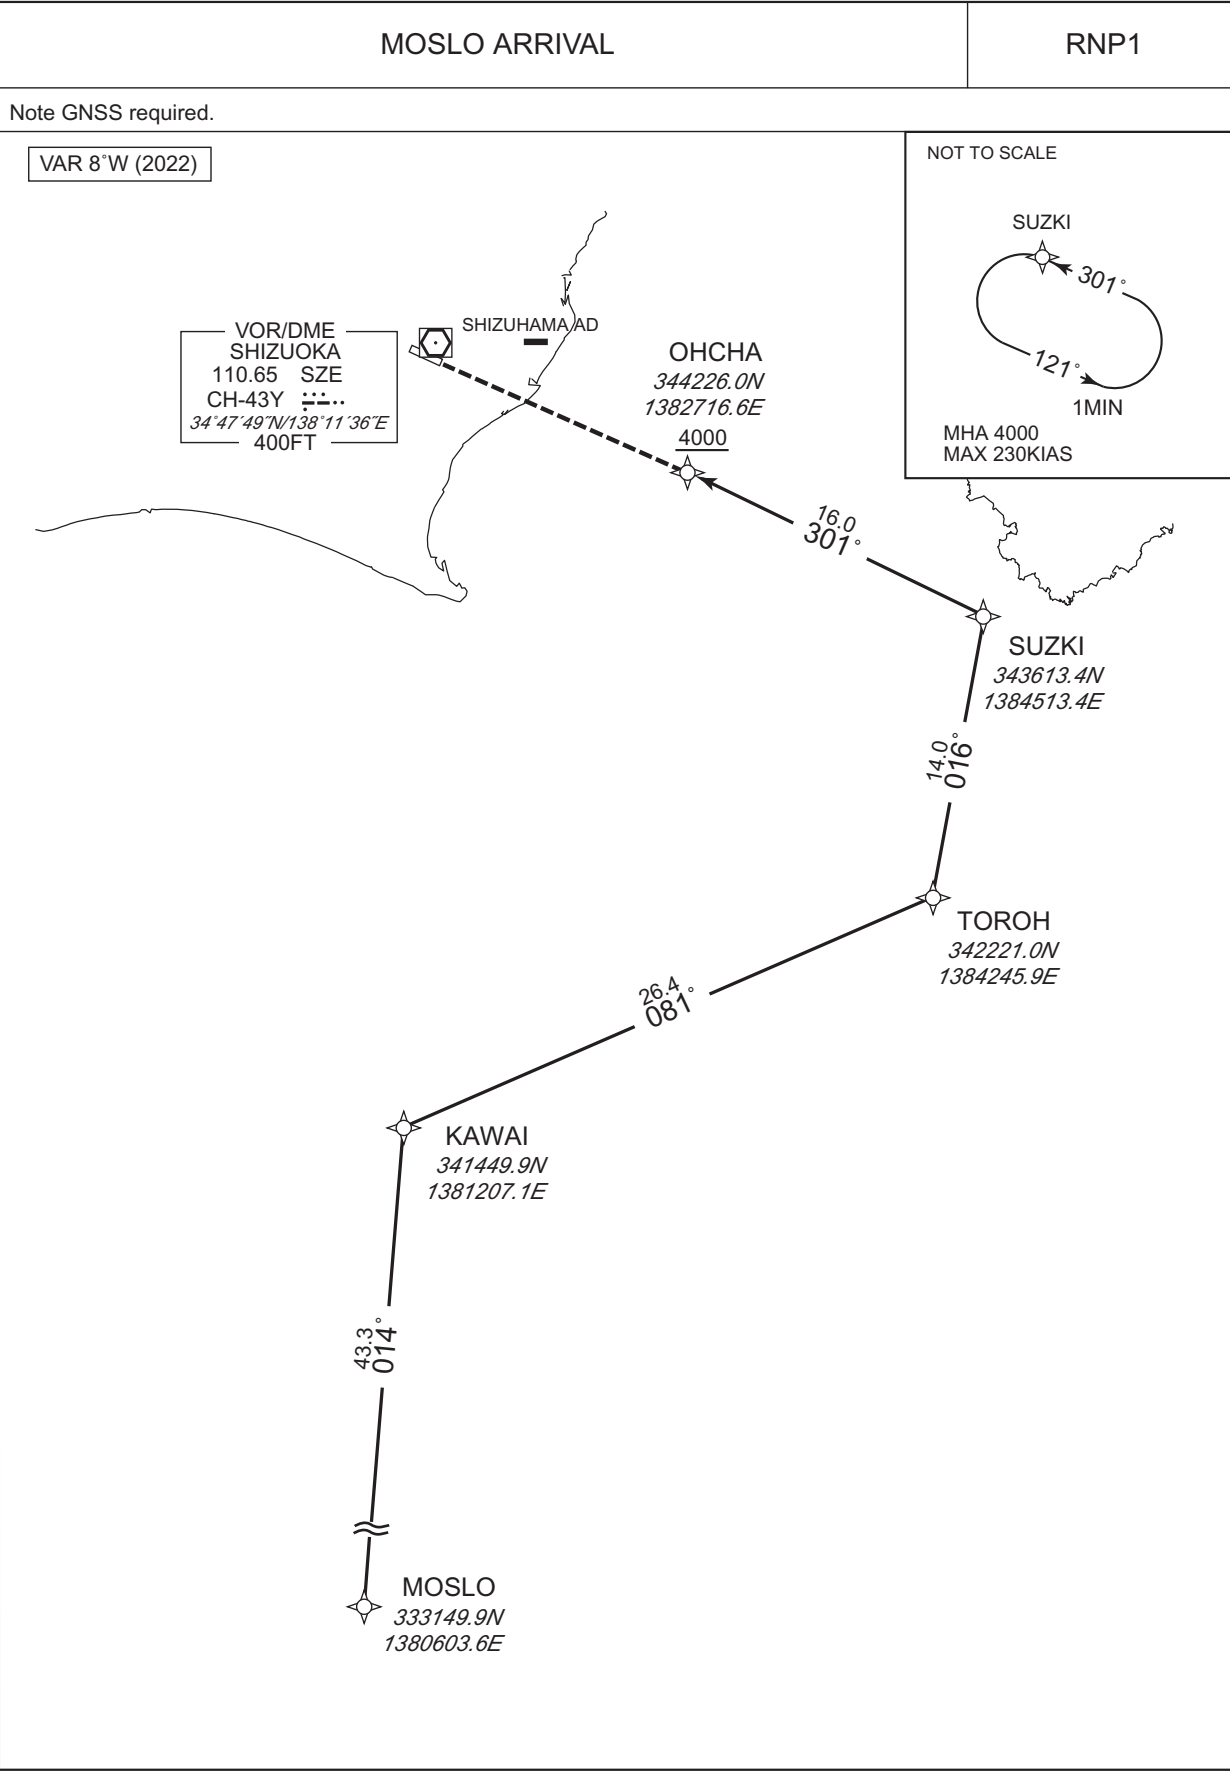 MOSLO ARRIVAL
RNP1
Note GNSS required.
VAR 8°W (2022)
NOT TO SCALE
SUZKI
301°
121°
1MIN
MHA 4000
MAX 230KIAS
VOR/DME
SHIZUOKA
110.65 SZE
CH-43Y
34°47´49˝N/138°11´36˝E
400FT
SHIZUHAMA AD
OHCHA
344226.0N
1382716.6E
4000
16.0
301°
SUZKI
343613.4N
1384513.4E
14.0
016°
TOROH
342221.0N
1384245.9E
26.4
081°
KAWAI
341449.9N
1381207.1E
43.3
014°
MOSLO
333149.9N
1380603.6E